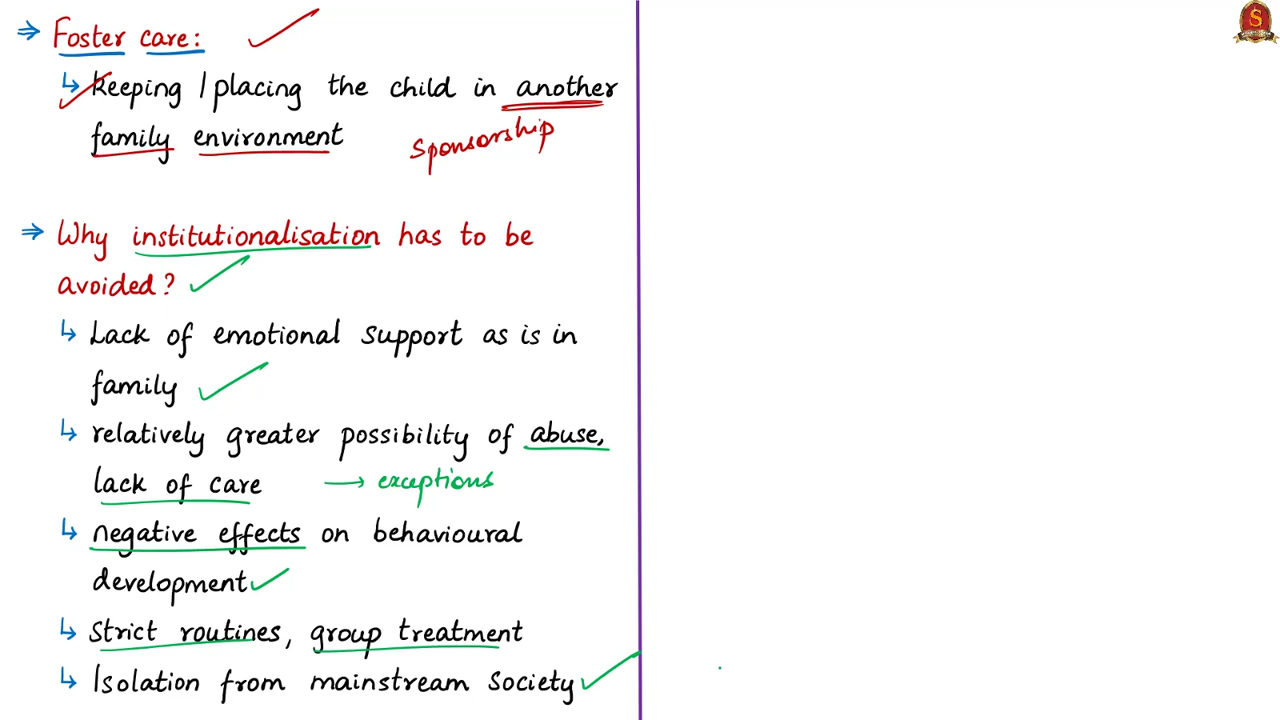 ⇒ Foster care:
↳ keeping / placing the child in another
family environment
Sponsorship
⇒ Why institutionalisation has to be
avoided?
↳ Lack of emotional support as is in
family
↳ relatively greater possibility of abuse,
lack of care → exceptions
↳ negative effects on behavioural
development
↳ Strict routines, group treatment
↳ Isolation from mainstream society
S